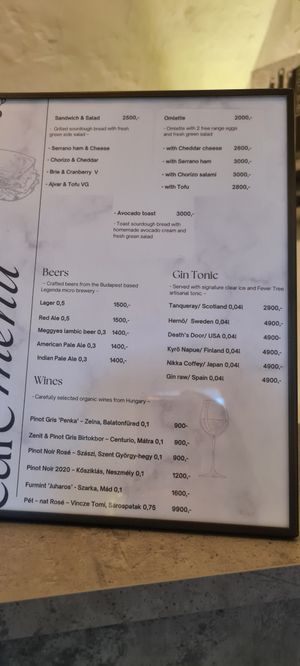 Sandwich & Salad 2500,-
- Grilled sourdough bread with fresh
green side salad -
- Serrano ham & Cheese
- Chorizo & Cheddar
- Brie & Cranberry V
- Ajvar & Tofu VG
Omlette 2000,-
- Omlette with 2 free range eggs
and fresh green salad
- with Cheddar cheese 2600,-
- with Serrano ham 3000,-
- with Chorizo salami 3000,-
- with Tofu 2800,-
- Avocado toast 3000,-
- Toast sourdough bread with
homemade avocado cream and
fresh green salad
Beers
- Crafted beers from the Budapest based
Legenda micro brewery -
Lager 0,5 1500,-
Red Ale 0,5 1500,-
Meggyes lambic beer 0,3 1400,-
American Pale Ale 0,3 1400,-
Indian Pale Ale 0,3 1400,-
Gin Tonic
- Served with signature clear ice and Fever Tree
artisanal tonic -
Tanqueray/ Scotland 0,04l 2900,-
Hernö/ Sweden 0,04l 4900,-
Death's Door/ USA 0,04l 4900,-
Kyrö Napue/ Finland 0,04l 4900,-
Nikka Coffey/ Japan 0,04l 4900,-
Gin raw/ Spain 0,04l 4900,-
Wines
- Carefully selected organic wines from Hungary -
Pinot Gris 'Penka' - Zelna, Balatonfüred 0,1 900-
Zenit & Pinot Gris Birtokbor - Centurio, Mátra 0,1 900,-
Pinot Noir Rosé - Szászi, Szent György-hegy 0,1 900,-
Pinot Noir 2020 - Kősziklás, Neszmély 0,1 1200,-
Furmint 'Juharos' - Szarka, Mád 0,1 1600,-
Pél - nat Rosé - Vincze Tomi, Sárospatak 0,75 9900,-
menu